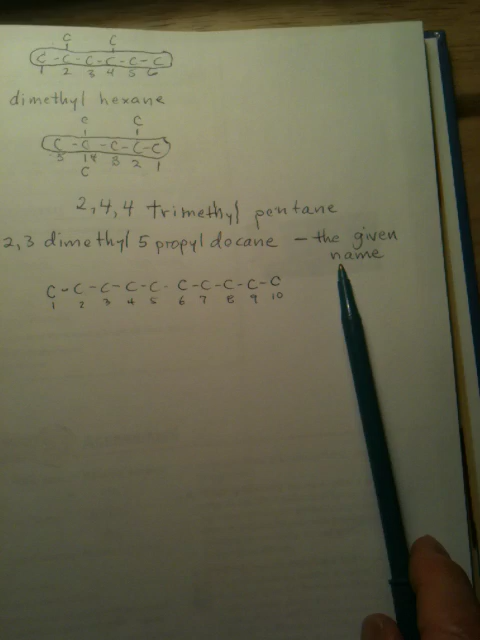 C C
C - C - C - C - C - C
1 2 3 4 5 6
dimethyl hexane
C C
C - C - C - C - C
5 4 3 2 1
C
2,4,4 trimethyl pentane
2,3 dimethyl 5 propyl docane - the given
name
C - C - C - C - C - C - C - C - C - C
1 2 3 4 5 6 7 8 9 10